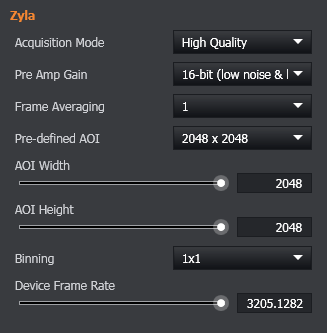 Zyla
Acquisition Mode High Quality
Pre Amp Gain 16-bit (low noise &
Frame Averaging 1
Pre-defined AOI 2048 x 2048
AOI Width
2048
AOI Height
2048
Binning 1x1
Device Frame Rate
3205.1282